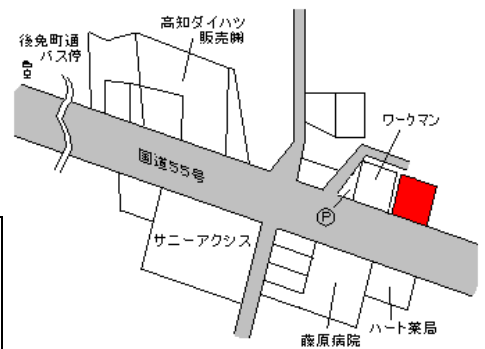 高知ダイハツ
販売㈱
後免町通
バス停
ワークマン
国道55号
P
サニーアクシス
藤原病院
ハート薬局